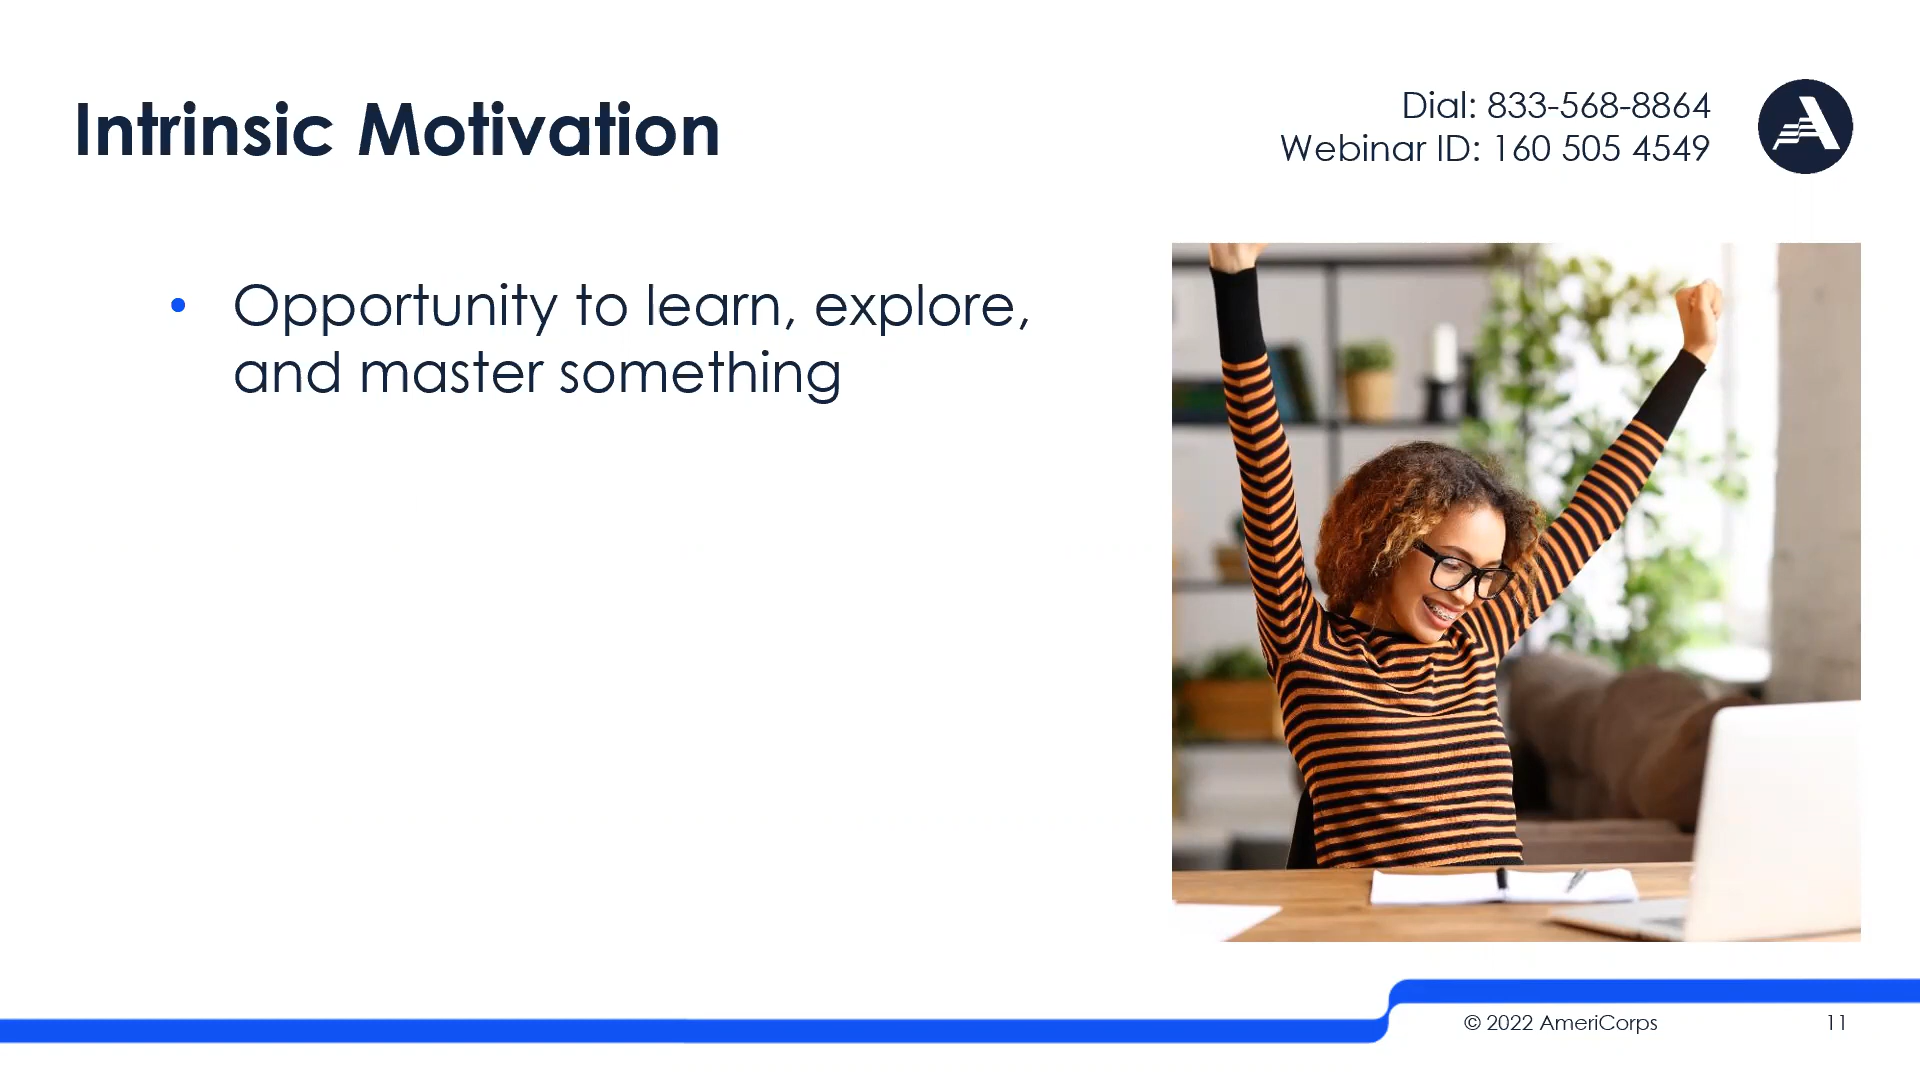 Intrinsic Motivation
Dial: 833-568-8864
Webinar ID: 160 505 4549
• Opportunity to learn, explore,
and master something
© 2022 AmeriCorps
11